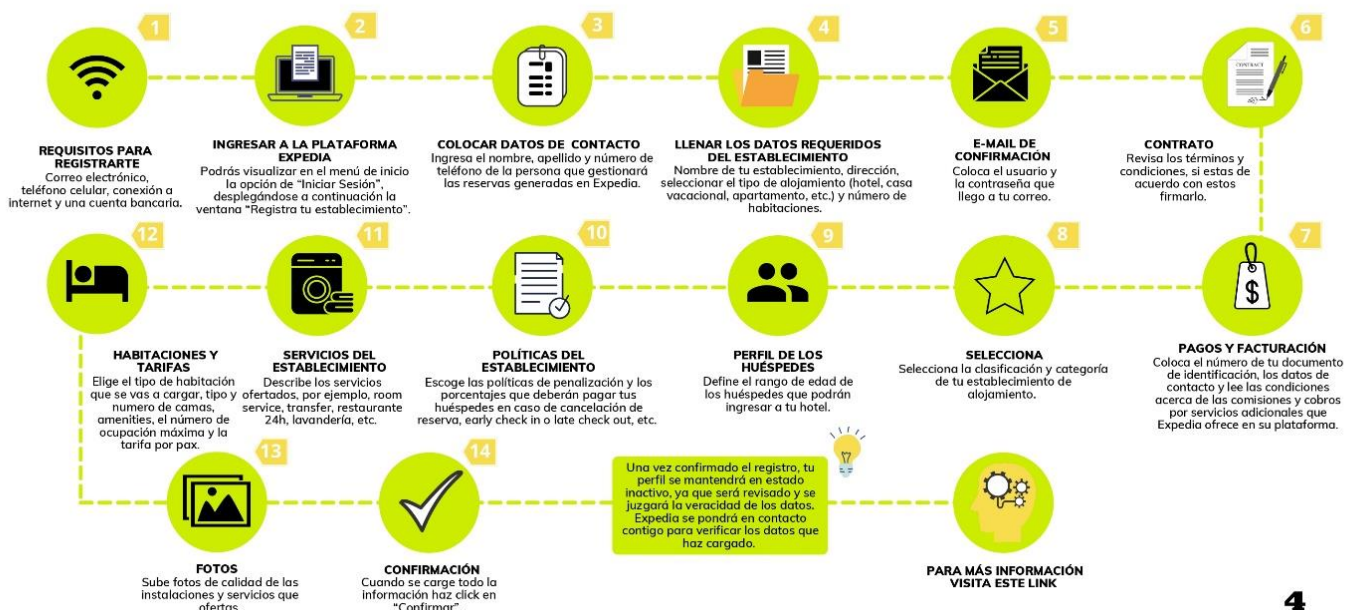 1
REQUISITOS PARA
REGISTRARTE
Correo electrónico,
teléfono celular, conexión a
internet y una cuenta bancaria.
2
INGRESAR A LA PLATAFORMA
EXPEDIA
Podrás visualizar en el menú de inicio
la opción de “Iniciar Sesión”,
desplegándose a continuación la
ventana “Registra tu establecimiento”.
3
COLOCAR DATOS DE CONTACTO
Ingresa el nombre, apellido y número de
teléfono de la persona que gestionará
las reservas generadas en Expedia.
4
LLENAR LOS DATOS REQUERIDOS
DEL ESTABLECIMIENTO
Nombre de tu establecimiento, dirección,
seleccionar el tipo de alojamiento (hotel, casa
vacacional, apartamento, etc.) y número de
habitaciones.
5
E-MAIL DE
CONFIRMACIÓN
Coloca el usuario y
la contraseña que
llego a tu correo.
6
CONTRACT
CONTRATO
Revisa los términos y
condiciones, si estas de
acuerdo con estos
firmarlo.
7
$
PAGOS Y FACTURACIÓN
Coloca el número de tu documento
de identificación, los datos de
contacto y lee las condiciones
acerca de las comisiones y cobros
por servicios adicionales que
Expedia ofrece en su plataforma.
8
SELECCIONA
Selecciona la clasificación y categoría
de tu establecimiento de
alojamiento.
9
PERFIL DE LOS
HUÉSPEDES
Define el rango de edad de
los huéspedes que podrán
ingresar a tu hotel.
10
POLÍTICAS DEL
ESTABLECIMIENTO
Escoge las políticas de penalización y los
porcentajes que deberán pagar tus
huéspedes en caso de cancelación de
reserva, early check in o late check out, etc.
11
SERVICIOS DEL
ESTABLECIMIENTO
Describe los servicios
ofertados, por ejemplo, room
service, transfer, restaurante
24h, lavandería, etc.
12
HABITACIONES Y
TARIFAS
Elige el tipo de habitación
que se vas a cargar, tipo y
numero de camas,
amenities, el número de
ocupación máxima y la
tarifa por pax.
13
FOTOS
Sube fotos de calidad de las
instalaciones y servicios que
ofertas
14
CONFIRMACIÓN
Cuando se carge todo la
información haz click en
“Confirmar”
Una vez confirmado el registro, tu
perfil se mantendrá en estado
inactivo, ya que será revisado y se
juzgará la veracidad de los datos.
Expedia se pondrá en contacto
contigo para verificar los datos que
haz cargado.
PARA MÁS INFORMACIÓN
VISITA ESTE LINK
4